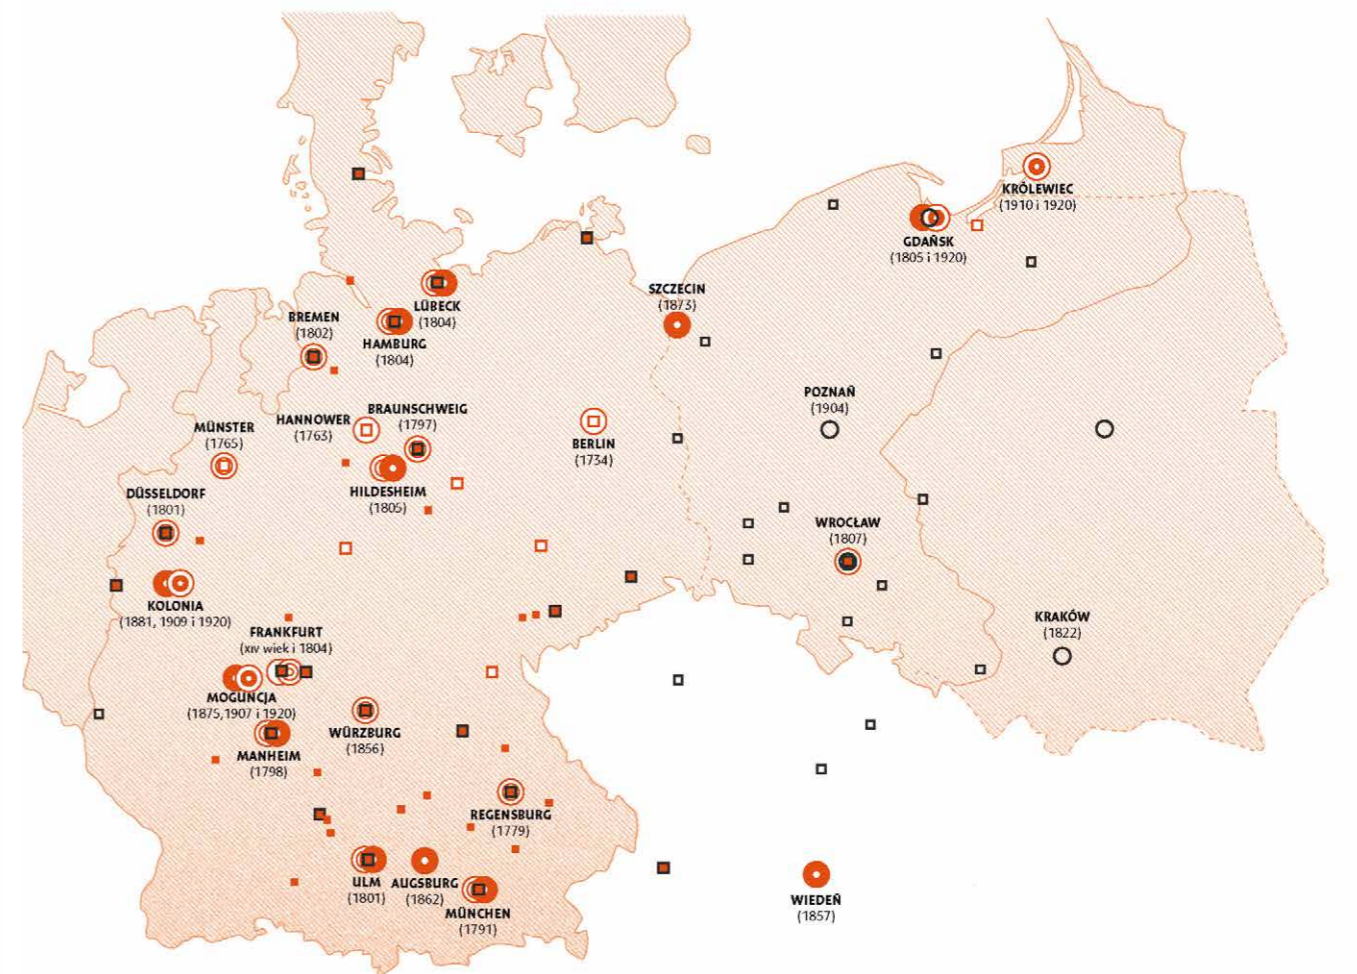 KRÓLEWIEC
(1910 i 1920)
GDAŃSK
(1805 i 1920)
SZCZECIN
(1873)
LÜBECK
(1804)
BREMEN
(1802)
HAMBURG
(1804)
POZNAŃ
(1904)
BRAUNSCHWEIG
(1797)
HANNOWER
(1763)
MÜNSTER
(1765)
BERLIN
(1734)
HILDESHEIM
(1805)
DÜSSELDORF
(1801)
WROCŁAW
(1807)
KOLONIA
(1881, 1909 i 1920)
KRAKÓW
(1822)
FRANKFURT
(XIV wiek i 1804)
MOGUNCJA
(1875, 1907 i 1920)
WÜRZBURG
(1856)
MANHEIM
(1798)
REGENSBURG
(1779)
ULM
(1801)
AUGSBURG
(1862)
MÜNCHEN
(1791)
WIEDEŃ
(1857)